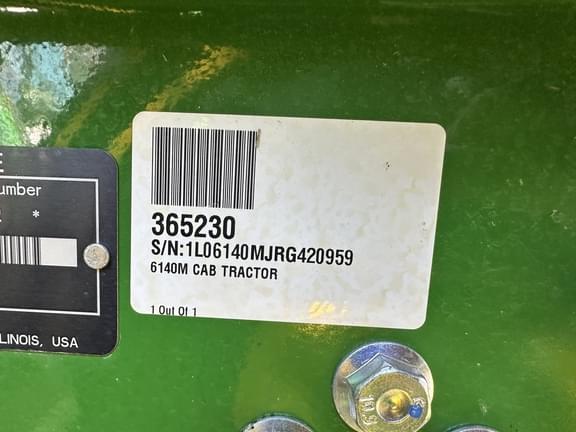 365230
S/N:1L06140MJRG420959
6140M CAB TRACTOR
1 Out Of 1
E
umber
*
LINOIS, USA
10.9